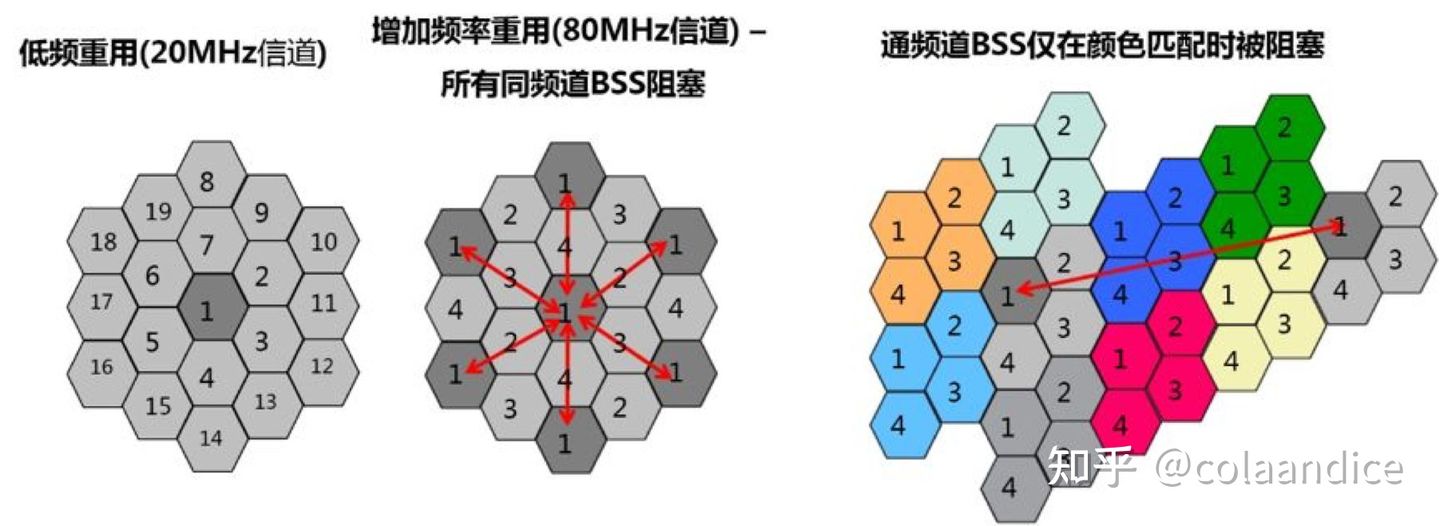 低频重用(20MHz信道)
增加频率重用(80MHz信道) –
所有同频道BSS阻塞
通频道BSS仅在颜色匹配时被阻塞
8
19 9
18 7 10
6 2
17 1 11
5 3
16 4 12
15 13
14
1
2 3
1 4 1
3 2
4 1 4
2 3
1 4 1
3 2
1
2 2
1 1
2 3 2 3 2
1 4 1 4 1
3 2 3 2 3
4 1 4 1 4
2 3 2 3
1 4 1 4
3 2 3
4 1 4
4
知乎 @colaandice